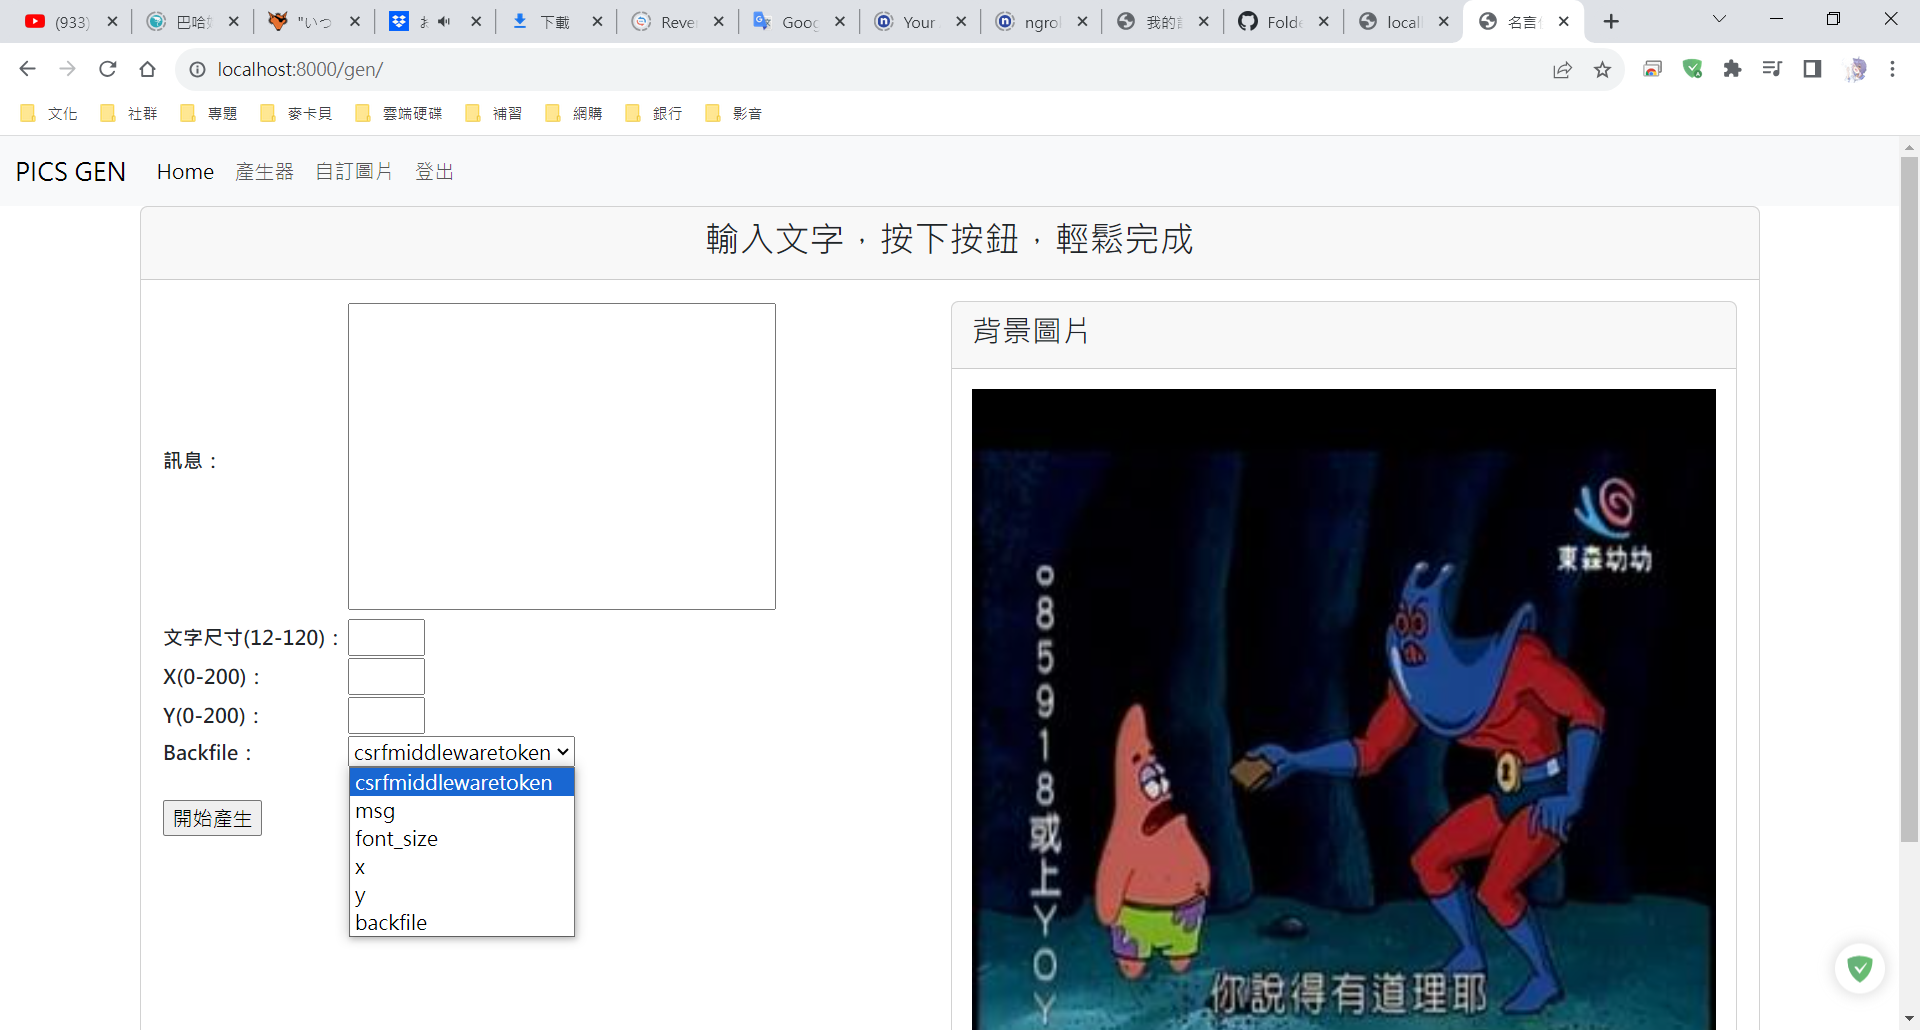 (933)
巴哈
"いつ
下載
Reve
Goog
Your
ngro
我的
Folde
local
名言
localhost:8000/gen/
文化
社群
專題
麥卡貝
雲端硬碟
補習
網購
銀行
影音
PICS GEN
Home
產生器
自訂圖片
登出
輸入文字，按下按鈕，輕鬆完成
訊息：
文字尺寸(12-120)：
X(0-200)：
Y(0-200)：
Backfile：
csrfmiddlewaretoken
csrfmiddlewaretoken
msg
font_size
x
y
backfile
開始產生
背景圖片
東森幼幼
0859918或上YOY
你說得有道理耶